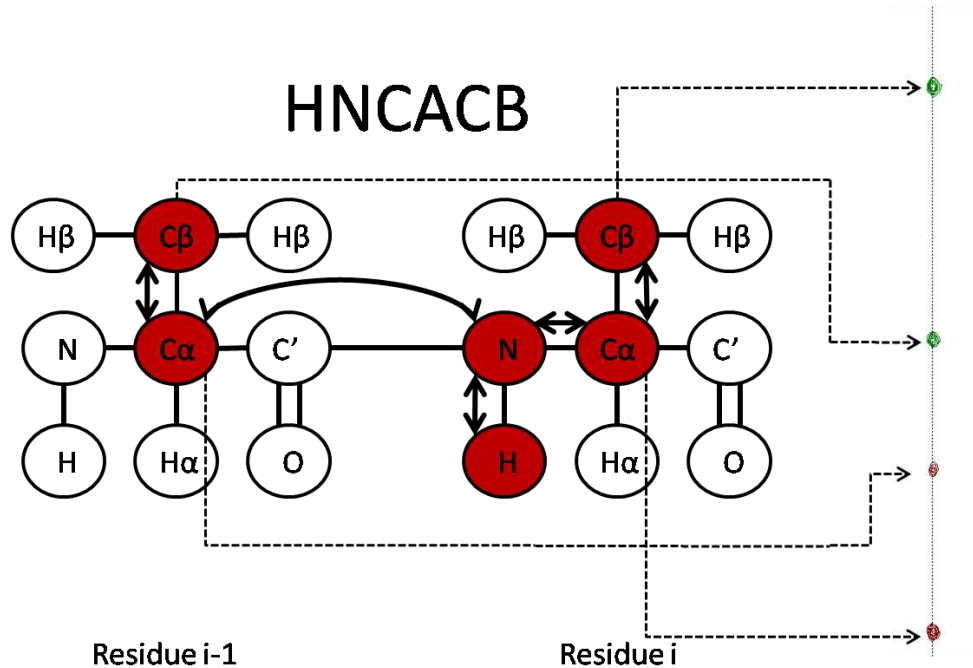 HNCACB
Hβ Cβ Hβ Hβ Cβ Hβ
N Cα C’ N Cα C’
H Hα O H Hα O
Residue i-1 Residue i